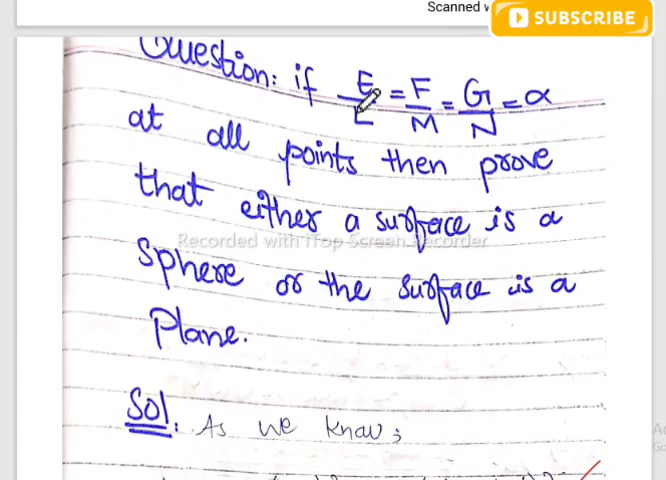 Scanned
SUBSCRIBE
Question: if E/L = F/M = G/N = α
at all points then prove
that either a surface is a
Recorded with iTop Screen Recorder
Sphere or the surface is a
Plane.
Sol. As we know;